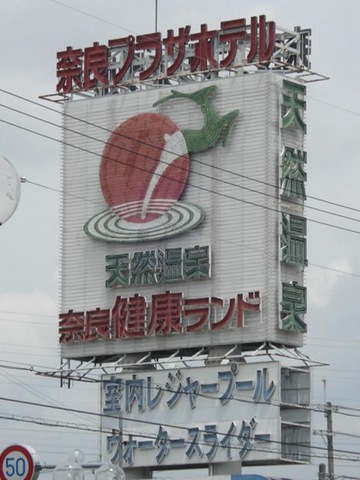 奈良プラザホテル
天然温泉
天然温泉
奈良健康ランド
室内レジャープール
ウォータースライダー
50